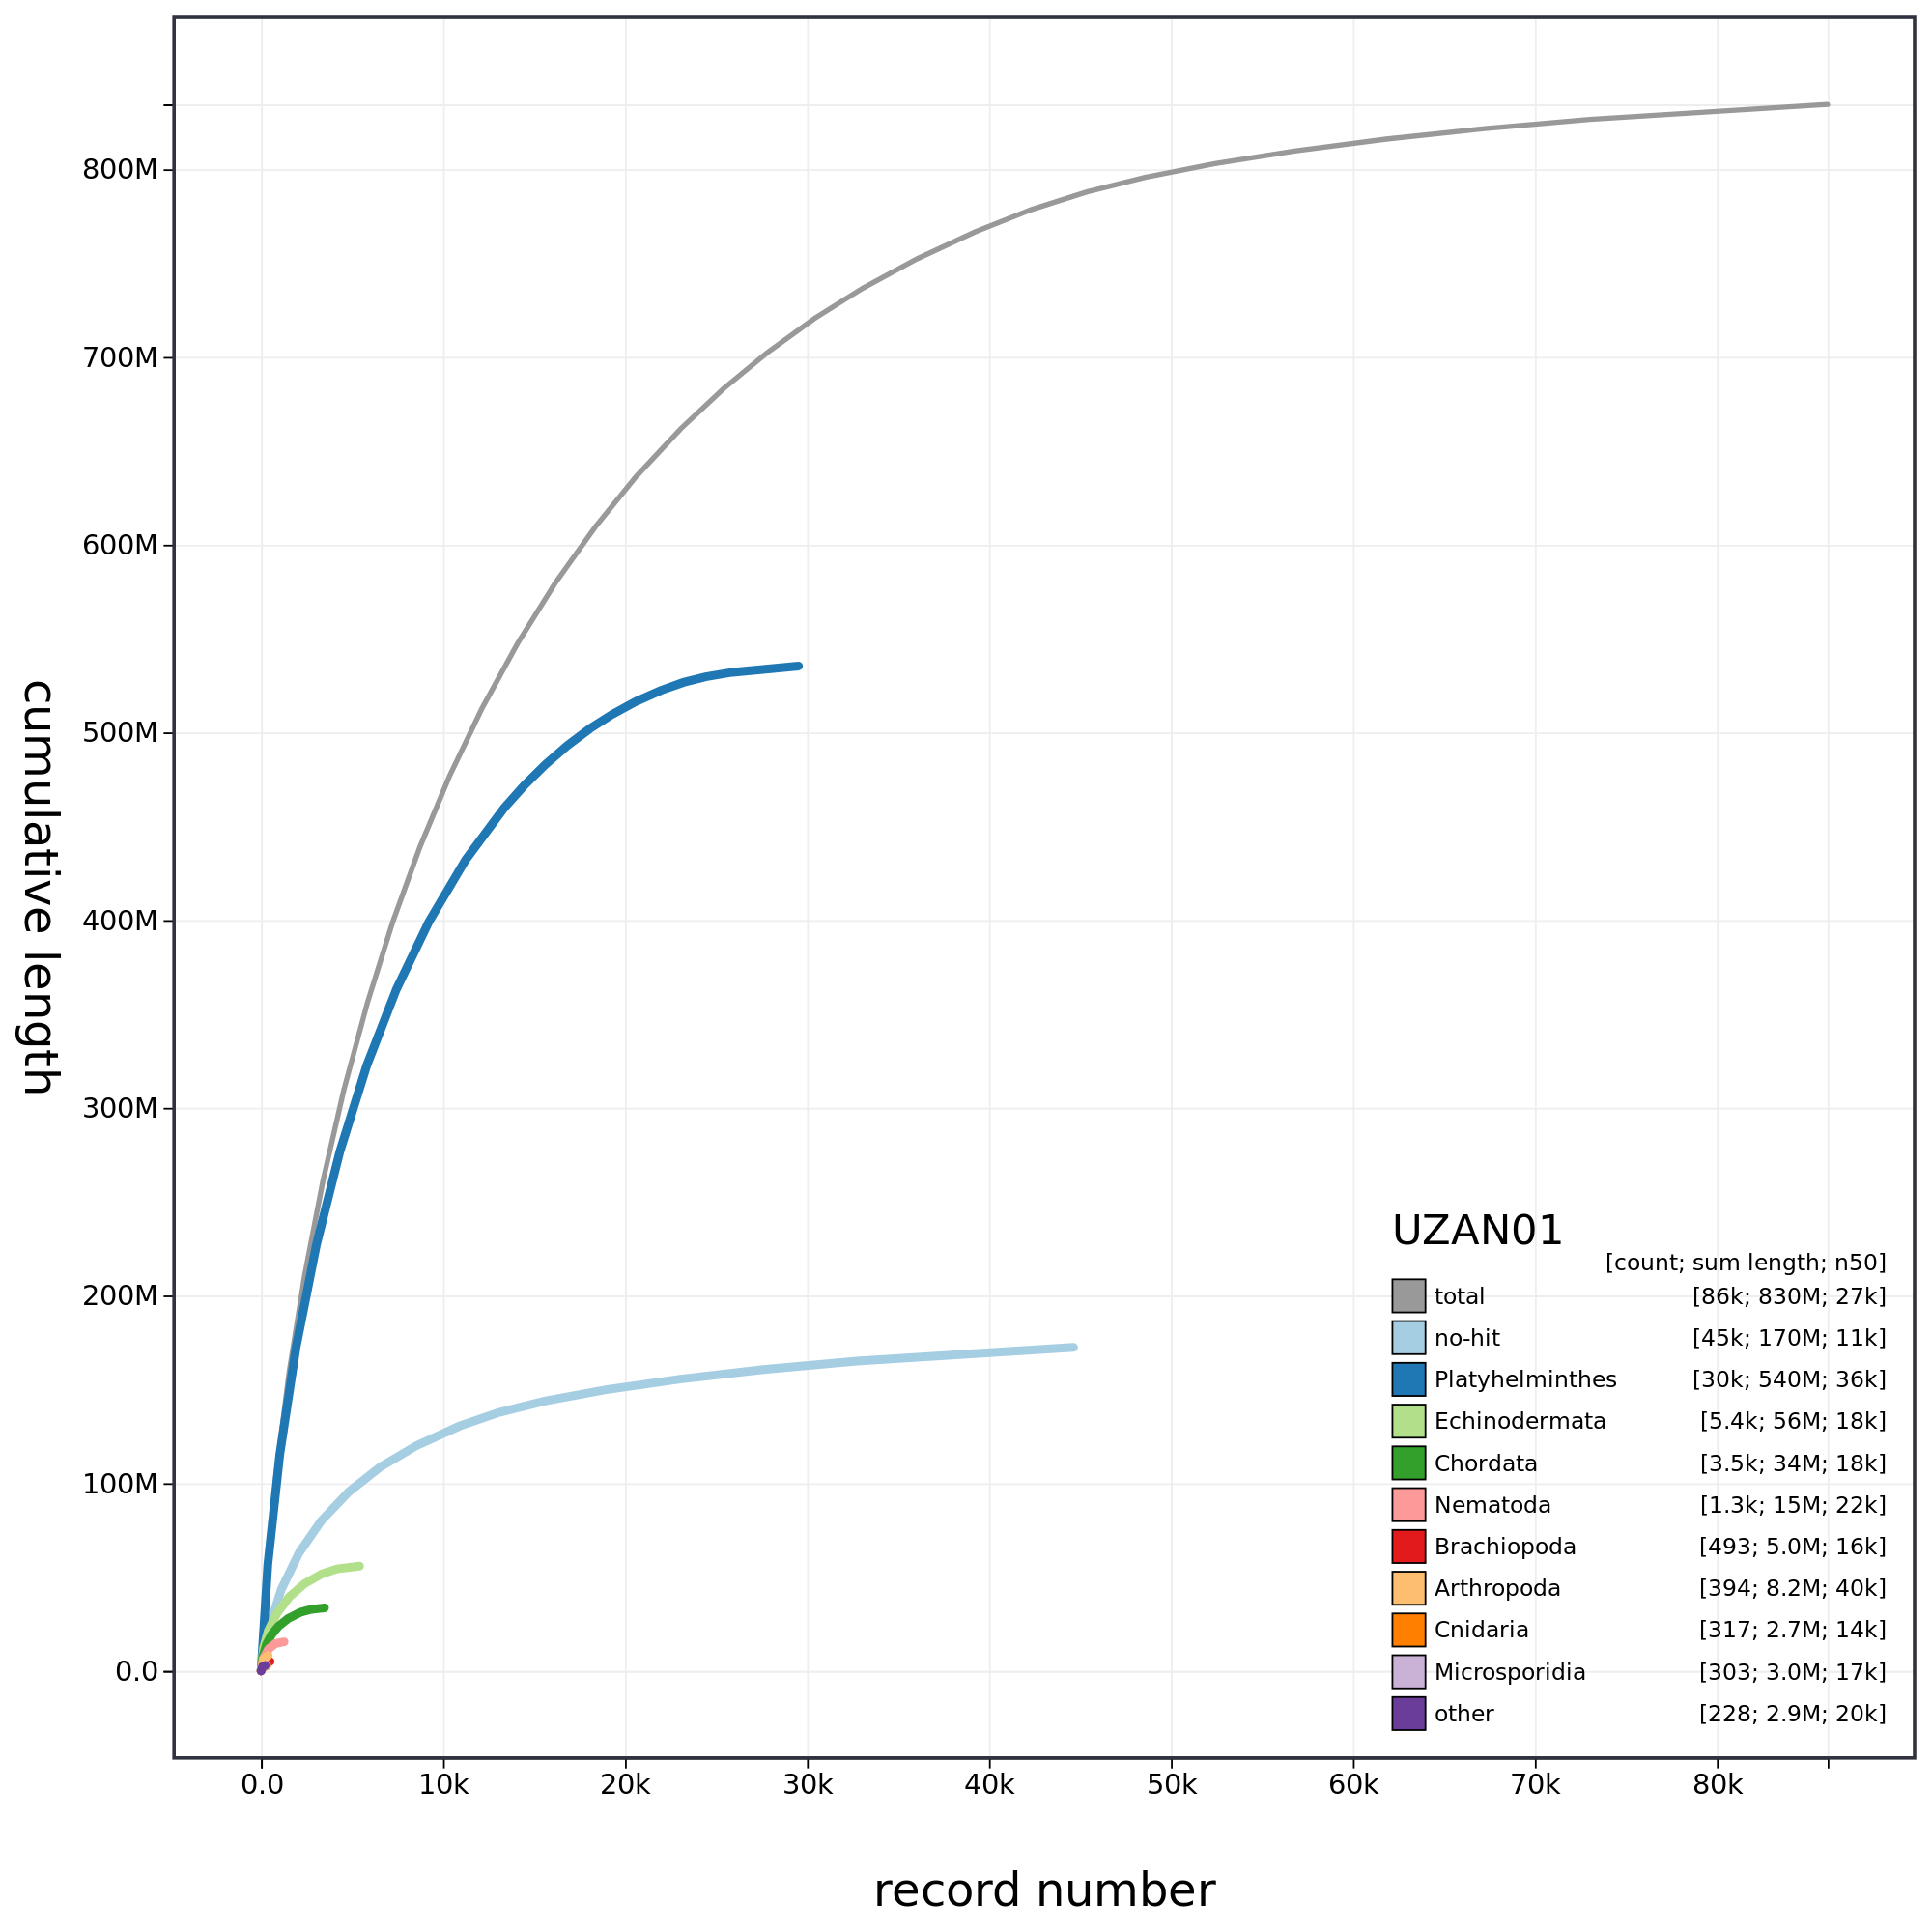 cumulative length
800M
700M
600M
500M
400M
300M
200M
100M
0.0
UZAN01
[count; sum length; n50]
total [86k; 830M; 27k]
no-hit [45k; 170M; 11k]
Platyhelminthes [30k; 540M; 36k]
Echinodermata [5.4k; 56M; 18k]
Chordata [3.5k; 34M; 18k]
Nematoda [1.3k; 15M; 22k]
Brachiopoda [493; 5.0M; 16k]
Arthropoda [394; 8.2M; 40k]
Cnidaria [317; 2.7M; 14k]
Microsporidia [303; 3.0M; 17k]
other [228; 2.9M; 20k]
0.0 10k 20k 30k 40k 50k 60k 70k 80k
record number